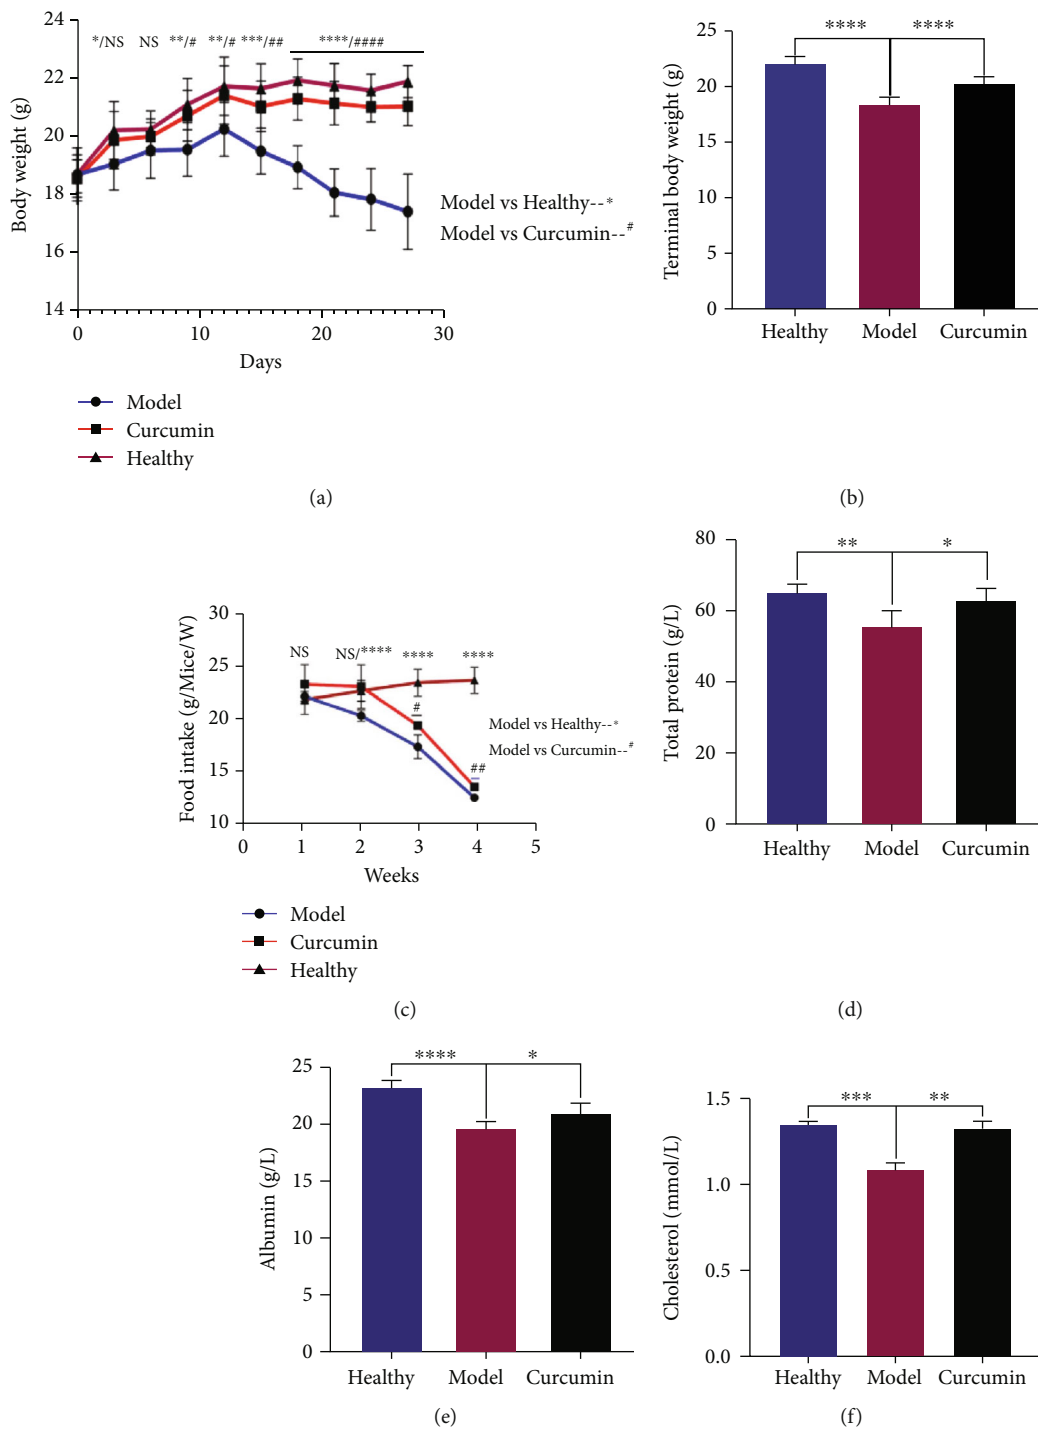 */NS NS **/# **/# ***/## ****/####
Body weight (g)
24
22
20
18
16
14
0 10 20 30
Days
Model vs Healthy--*
Model vs Curcumin--#
Model
Curcumin
Healthy
(a)
**** ****
Terminal body weight (g)
25
20
15
10
5
0
Healthy Model Curcumin
(b)
Food intake (g/Mice/W)
30
25
20
15
10
NS NS/**** **** ****
#
##
Model vs Healthy--*
Model vs Curcumin--#
0 1 2 3 4 5
Weeks
Model
Curcumin
Healthy
(c)
** *
Total protein (g/L)
80
60
40
20
0
Healthy Model Curcumin
(d)
**** *
Albumin (g/L)
25
20
15
10
5
0
Healthy Model Curcumin
(e)
*** **
Cholesterol (mmol/L)
1.5
1.0
0.5
0.0
Healthy Model Curcumin
(f)